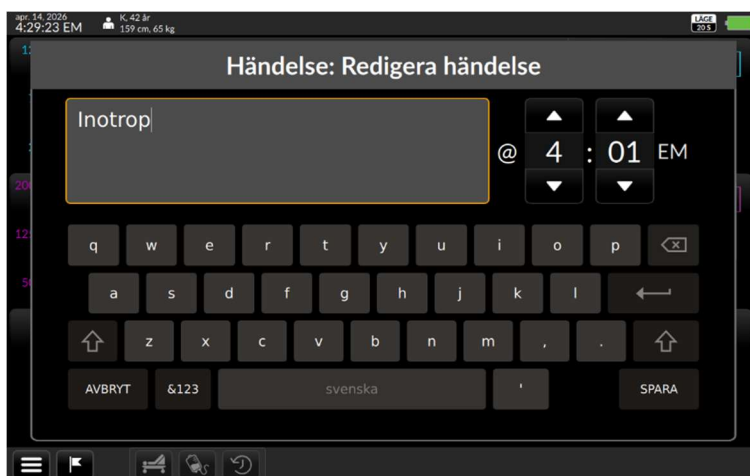 apr. 14, 2026
4:29:23 EM
K, 42 år
159 cm, 65 kg
LÄGE
20 S
Händelse: Redigera händelse
Inotrop
@ 4 : 01 EM
q w e r t y u i o p
a s d f g h j k l
z x c v b n m , .
AVBRYT &123 svenska ' SPARA